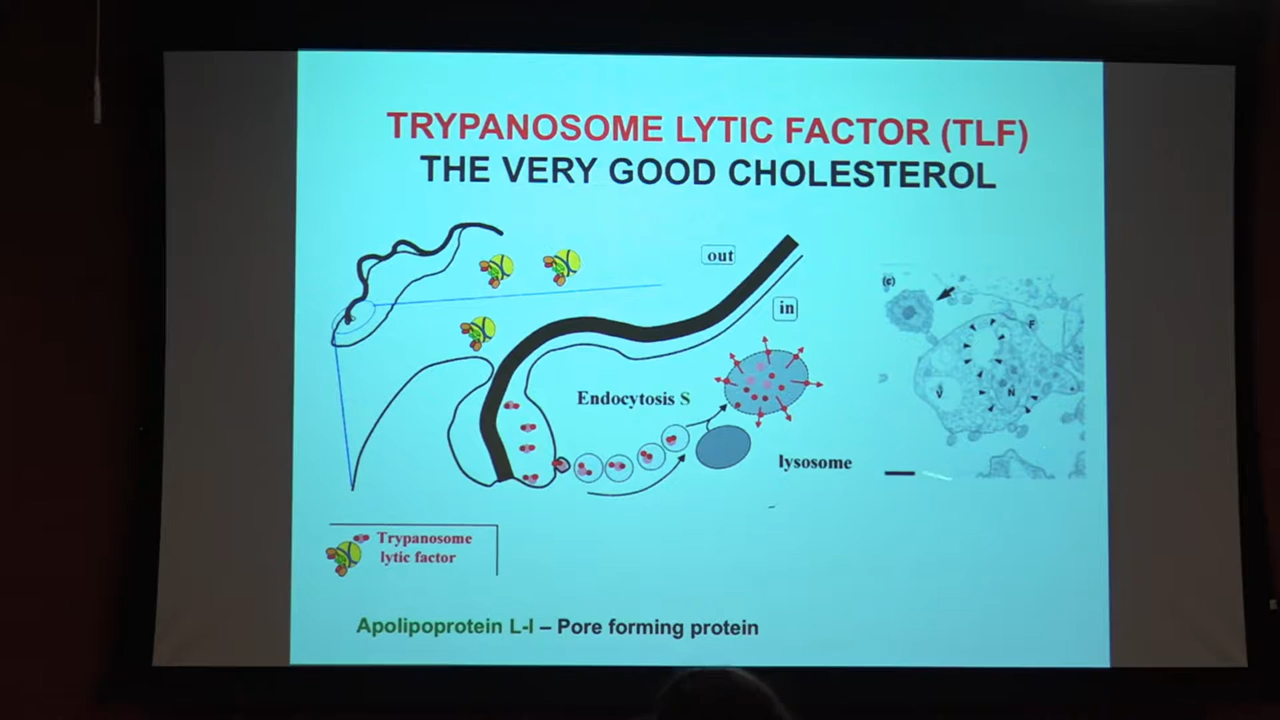 TRYPANOSOME LYTIC FACTOR (TLF)
THE VERY GOOD CHOLESTEROL
out
in
(c)
F
V
N
Endocytosis S
lysosome
Trypanosome
lytic factor
Apolipoprotein L-I – Pore forming protein